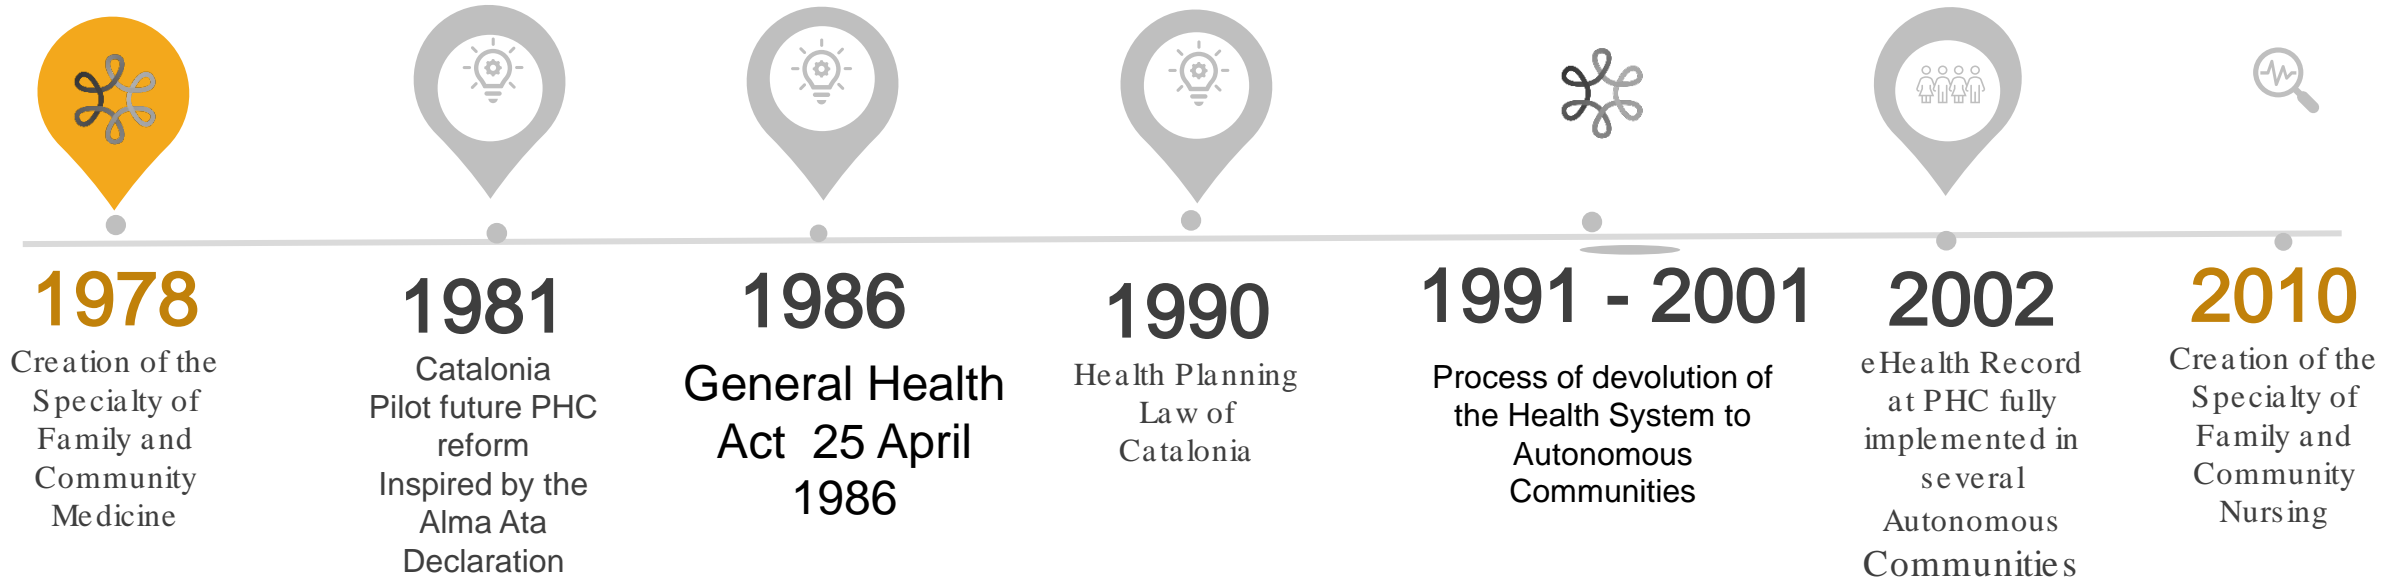 1978
Creation of the
Specialty of
Family and
Community
Medicine
1981
Catalonia
Pilot future PHC
reform
Inspired by the
Alma Ata
Declaration
1986
General Health
Act 25 April
1986
1990
Health Planning
Law of
Catalonia
1991 - 2001
Process of devolution of
the Health System to
Autonomous
Communities
2002
eHealth Record
at PHC fully
implemented in
several
Autonomous
Communities
2010
Creation of the
Specialty of
Family and
Community
Nursing